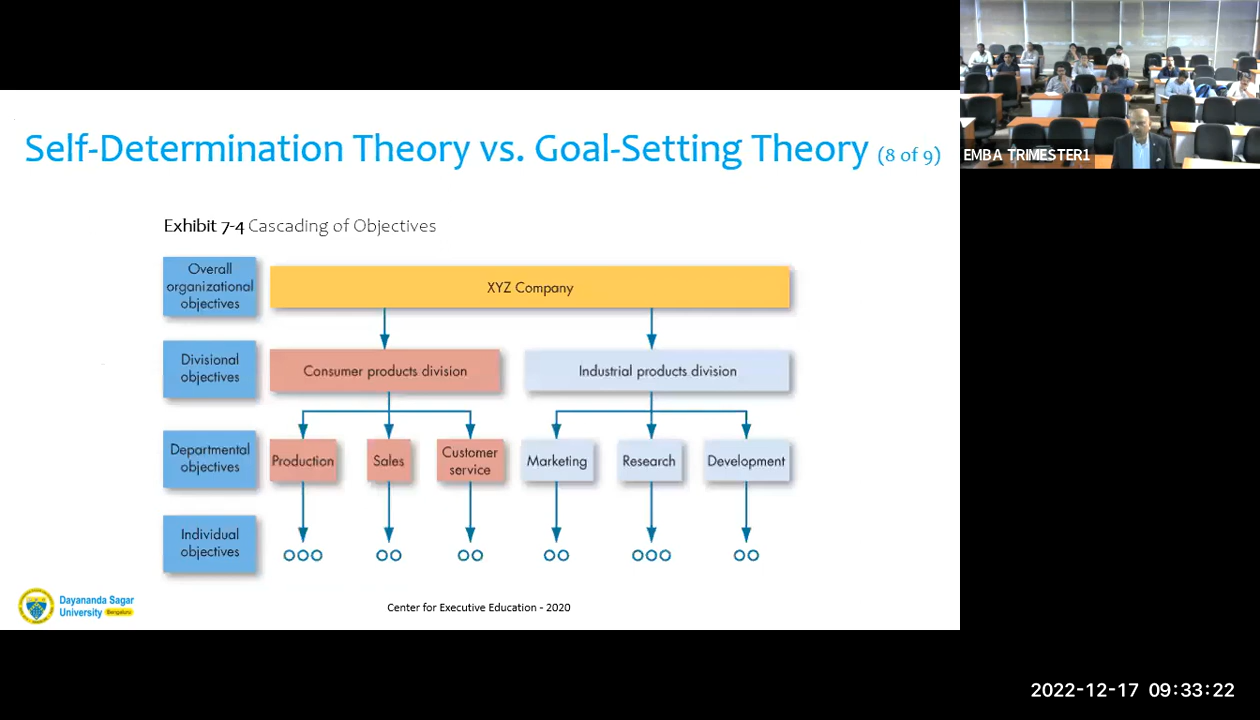 Self-Determination Theory vs. Goal-Setting Theory (8 of 9)
EMBA TRIMESTER1
Exhibit 7-4 Cascading of Objectives
Overall
organizational
objectives
XYZ Company
Divisional
objectives
Consumer products division
Industrial products division
Departmental
objectives
Production
Sales
Customer
service
Marketing
Research
Development
Individual
objectives
Dayananda Sagar
University Bengaluru
Center for Executive Education - 2020
2022-12-17 09:33:22